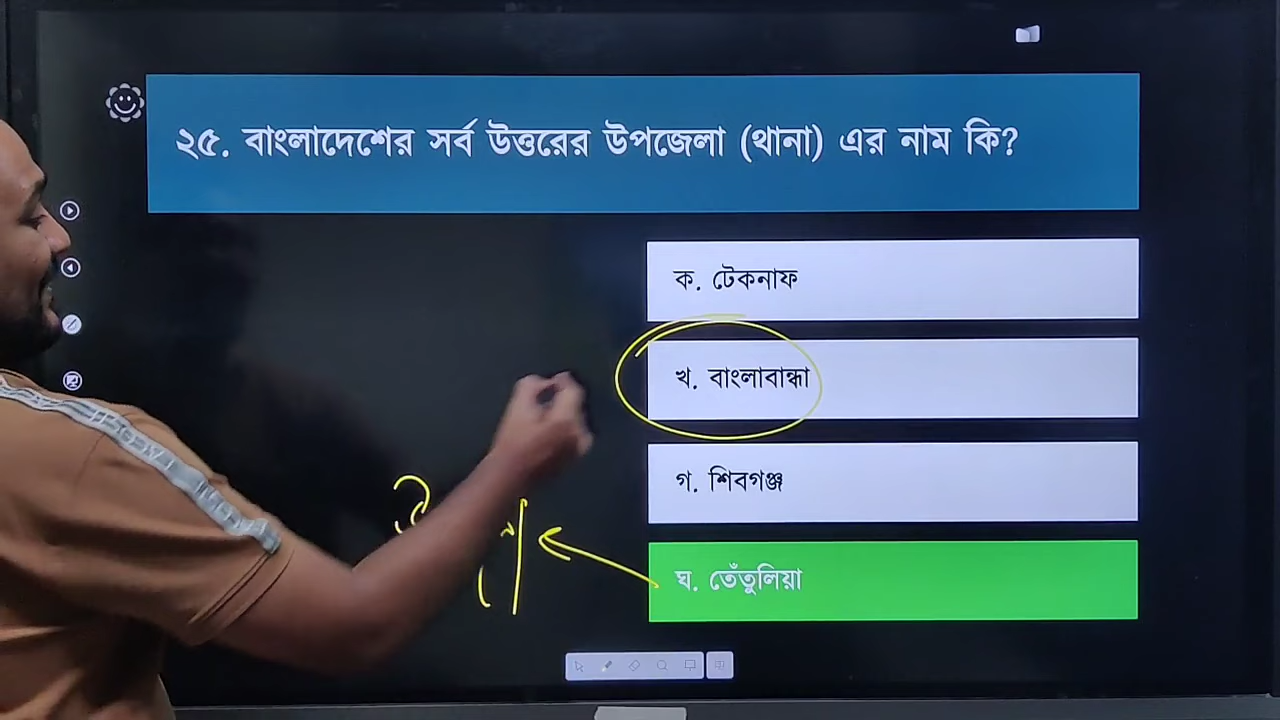 ২৫. বাংলাদেশের সর্ব উত্তরের উপজেলা (থানা) এর নাম কি?
ক. টেকনাফ
খ. বাংলাবান্ধা
গ. শিবগঞ্জ
ঘ. তেঁতুলিয়া